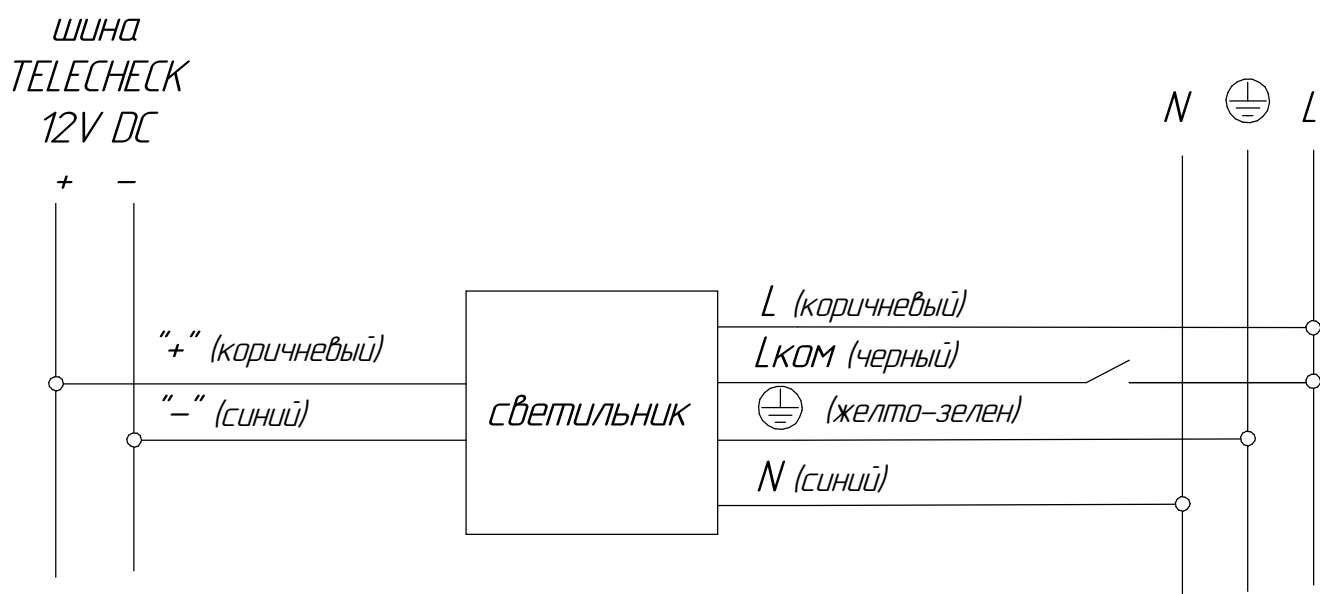 шина
TELECHECK
12V DC
+ −
N L
L (коричневый)
"+" (коричневый)
Lком (черный)
"−" (синий)
светильник
(желто-зелен)
N (синий)